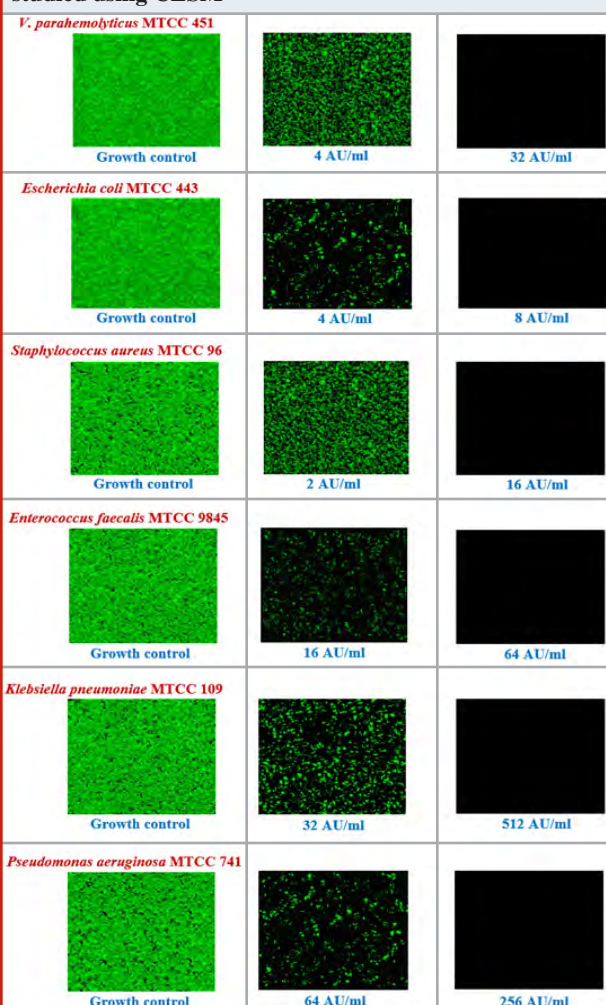 V. parahemolyticus MTCC 451
Growth control
4 AU/ml
32 AU/ml
Escherichia coli MTCC 443
Growth control
4 AU/ml
8 AU/ml
Staphylococcus aureus MTCC 96
Growth control
2 AU/ml
16 AU/ml
Enterococcus faecalis MTCC 9845
Growth control
16 AU/ml
64 AU/ml
Klebsiella pneumoniae MTCC 109
Growth control
32 AU/ml
512 AU/ml
Pseudomonas aeruginosa MTCC 741
Growth control
64 AU/ml
256 AU/ml